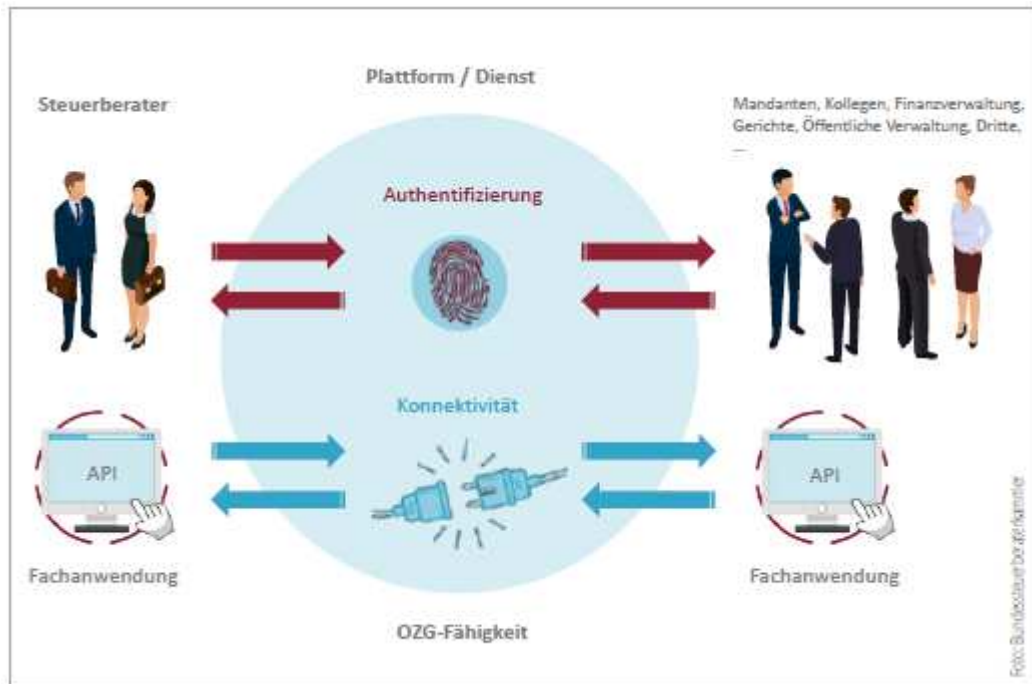 Plattform / Dienst
Steuerberater
Mandanten, Kollegen, Finanzverwaltung,
Gerichte, Öffentliche Verwaltung, Dritte,
...
Authentifizierung
Konnektivität
API
API
Fachanwendung
Fachanwendung
OZG-Fähigkeit
Foto: Bundessteuerberaterkammer